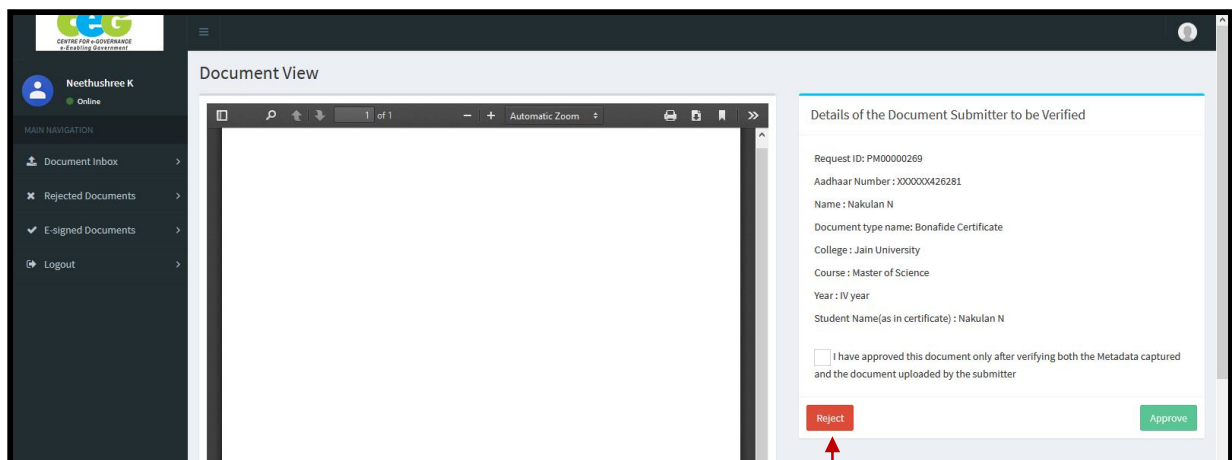 CENTRE FOR e-GOVERNANCE
e-Enabling Government
Neethushree K
Online
MAIN NAVIGATION
Document Inbox
Rejected Documents
E-signed Documents
Logout
Document View
1 of 1
Automatic Zoom
Details of the Document Submitter to be Verified
Request ID: PM00000269
Aadhaar Number : XXXXXX426281
Name : Nakulan N
Document type name: Bonafide Certificate
College : Jain University
Course : Master of Science
Year : IV year
Student Name(as in certificate) : Nakulan N
I have approved this document only after verifying both the Metadata captured
and the document uploaded by the submitter
Reject
Approve